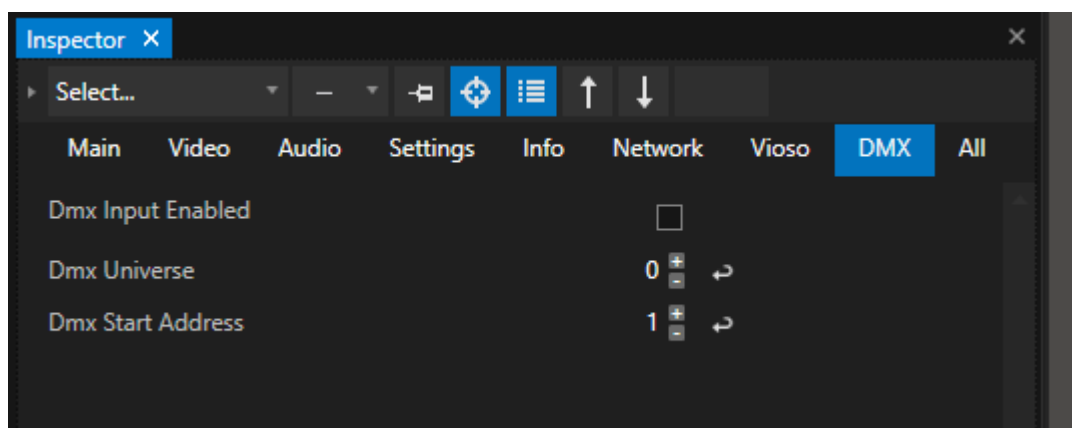 Inspector
Select...
Main Video Audio Settings Info Network Vioso DMX All
Dmx Input Enabled
Dmx Universe 0
Dmx Start Address 1